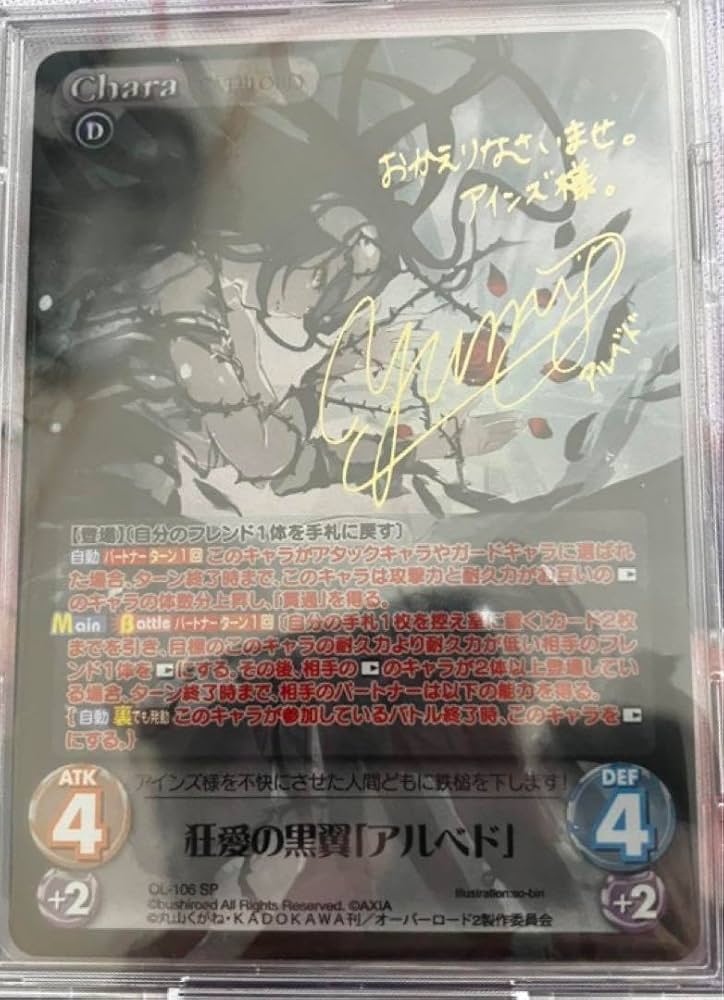 Chara OVERLORD
D
おかえりなさいませ。
アインズ様。
Yumi
アルベド
【登場】〔自分のフレンド1体を手札に戻す〕
自動 パートナー ターン1回 このキャラがアタックキャラやガードキャラに選ばれ
た場合、ターン終了時まで、このキャラは攻撃力と耐久力がお互いの
のキャラの体数分上昇し、「貫通」を得る。
Main Battle パートナー ターン1回 〔自分の手札1枚を控え室に置く〕カード2枚
までを引き、目標のこのキャラの耐久力より耐久力が低い相手のフレ
ンド1体を にする。その後、相手の のキャラが2体以上登場してい
る場合、ターン終了時まで、相手のパートナーは以下の能力を得る。
『 自動 裏でも発動 このキャラが参加しているバトル終了時、このキャラを
にする。』
アインズ様を不快にさせた人間どもに鉄槌を下します!
ATK
4
+2
DEF
4
+2
狂愛の黒翼「アルベド」
OL-106 SP
Illustration:so-bin
©bushiroad All Rights Reserved. ©AXIA
©丸山くがね・KADOKAWA刊/オーバーロード2製作委員会